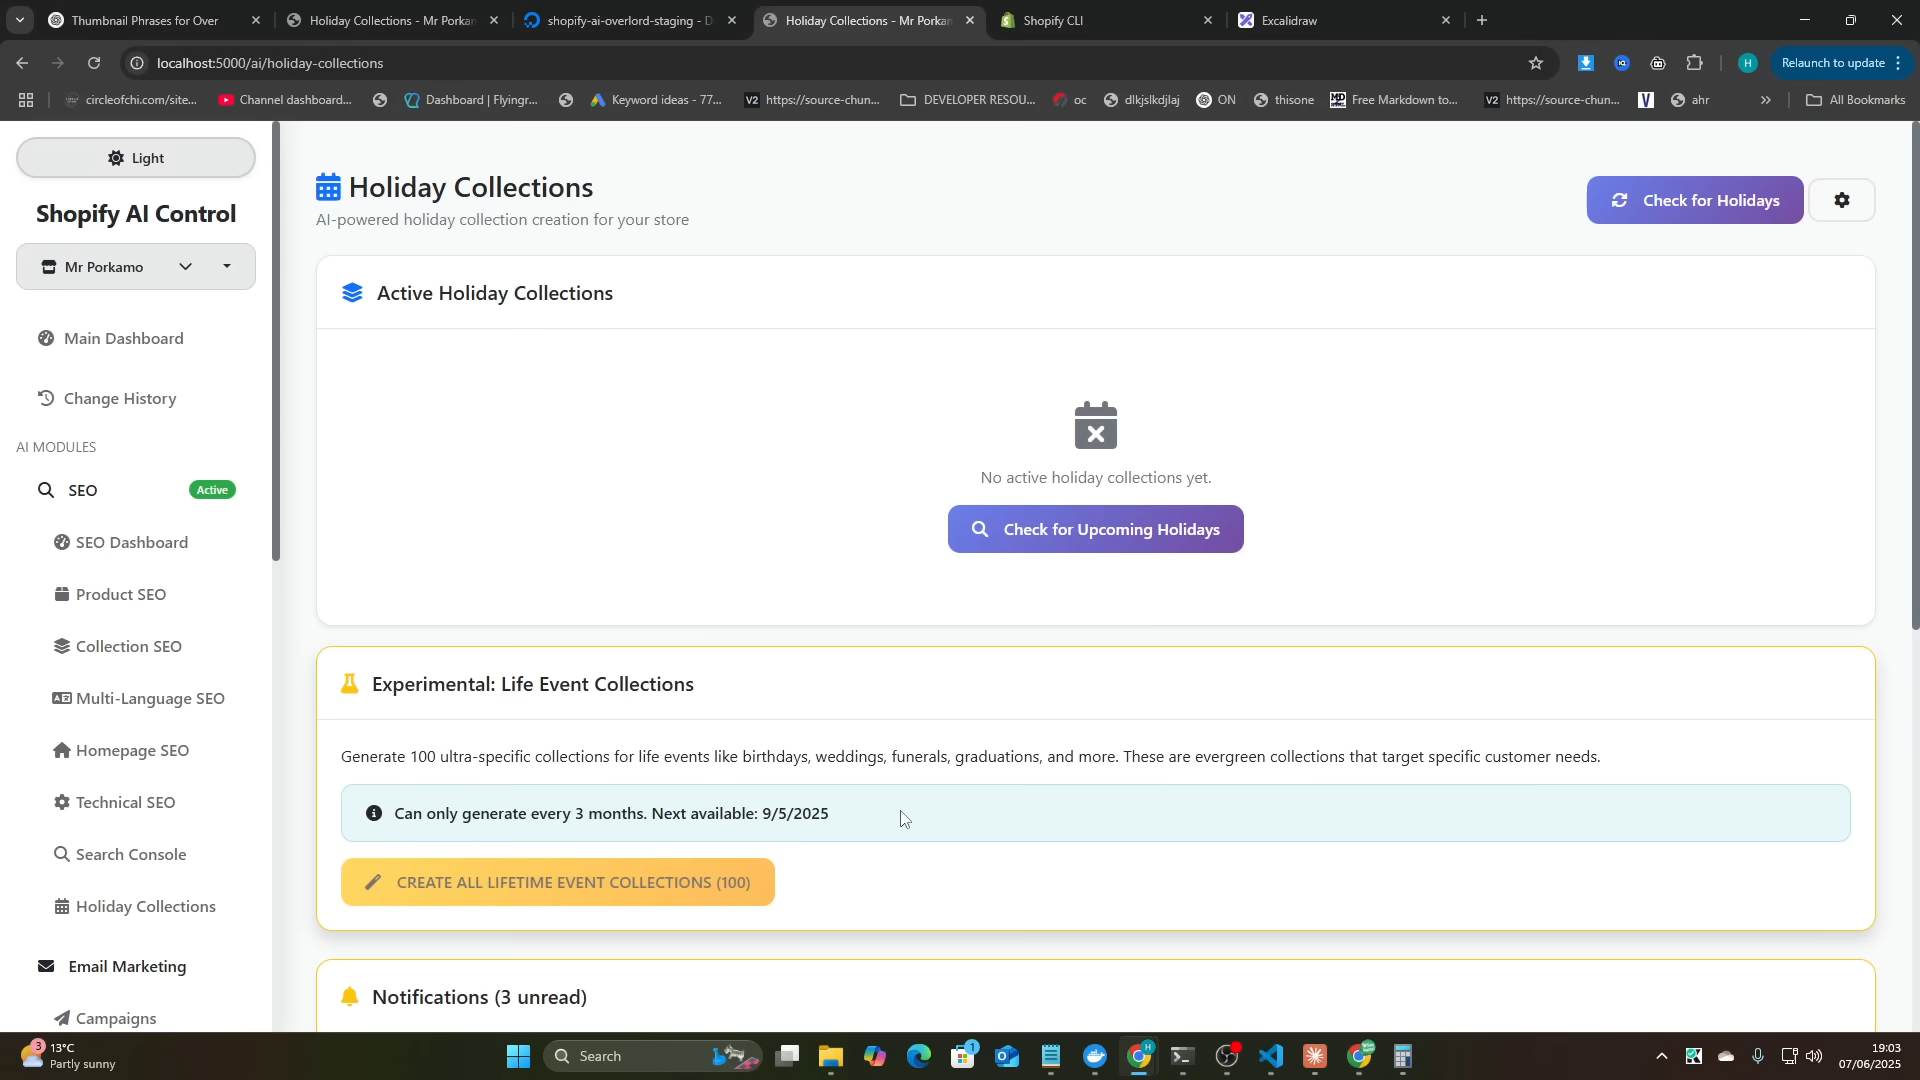 Thumbnail Phrases for Over
Holiday Collections - Mr Porkam
shopify-ai-overlord-staging - D
Holiday Collections - Mr Porkam
Shopify CLI
Excalidraw
localhost:5000/ai/holiday-collections
H
Relaunch to update
circleofchi.com/site...
Channel dashboard...
Dashboard | Flyingr...
Keyword ideas - 77...
V2 https://source-chun...
DEVELOPER RESOU...
oc
dlkjslkdjlaj
ON
thisone
Free Markdown to...
V2 https://source-chun...
V
ahr
All Bookmarks
Light
Shopify AI Control
Mr Porkamo
Main Dashboard
Change History
AI MODULES
SEO
Active
SEO Dashboard
Product SEO
Collection SEO
Multi-Language SEO
Homepage SEO
Technical SEO
Search Console
Holiday Collections
Email Marketing
Campaigns
Holiday Collections
AI-powered holiday collection creation for your store
Check for Holidays
Active Holiday Collections
No active holiday collections yet.
Check for Upcoming Holidays
Experimental: Life Event Collections
Generate 100 ultra-specific collections for life events like birthdays, weddings, funerals, graduations, and more. These are evergreen collections that target specific customer needs.
Can only generate every 3 months. Next available: 9/5/2025
CREATE ALL LIFETIME EVENT COLLECTIONS (100)
Notifications (3 unread)
3
13°C
Partly sunny
Search
1
H
19:03
07/06/2025